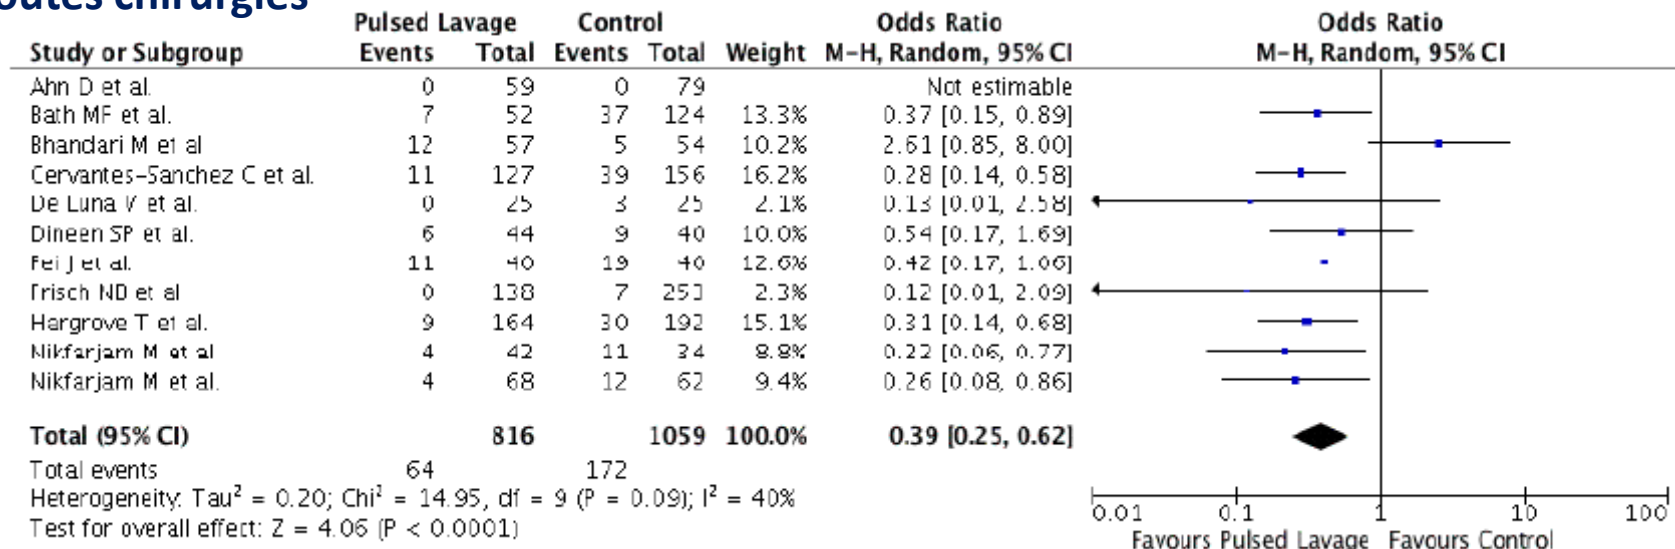 outes chirurgies
Pulsed Lavage Control Odds Ratio Odds Ratio
Study or Subgroup Events Total Events Total Weight M-H, Random, 95% CI M-H, Random, 95% CI
Ahn D et al. 0 59 0 79 Not estimable
Bath MF et al. 7 52 37 124 13.3% 0.37 [0.15, 0.89]
Bhandari M et al 12 57 5 54 10.2% 2.61 [0.85, 8.00]
Cervantes-Sanchez C et al. 11 127 39 156 16.2% 0.28 [0.14, 0.58]
De Luna V et al. 0 25 3 25 2.1% 0.13 [0.01, 2.58]
Dineen SP et al. 6 44 9 40 10.0% 0.54 [0.17, 1.69]
Fei J et al. 11 40 19 40 12.6% 0.42 [0.17, 1.06]
Frisch ND et al 0 138 7 2.3% 0.12 [0.01, 2.09]
Hargrove T et al. 9 164 30 192 15.1% 0.31 [0.14, 0.68]
Nikfarjam M et al 4 42 11 34 8.8% 0.22 [0.06, 0.77]
Nikfarjam M et al. 4 68 12 62 9.4% 0.26 [0.08, 0.86]
Total (95% CI) 816 1059 100.0% 0.39 [0.25, 0.62]
Total events 64 172
Heterogeneity: Tau² = 0.20; Chi² = 14.95, df = 9 (P = 0.09); I² = 40%
Test for overall effect: Z = 4.06 (P < 0.0001)
0.01 0.1 1 10 100
Favours Pulsed Lavage Favours Control